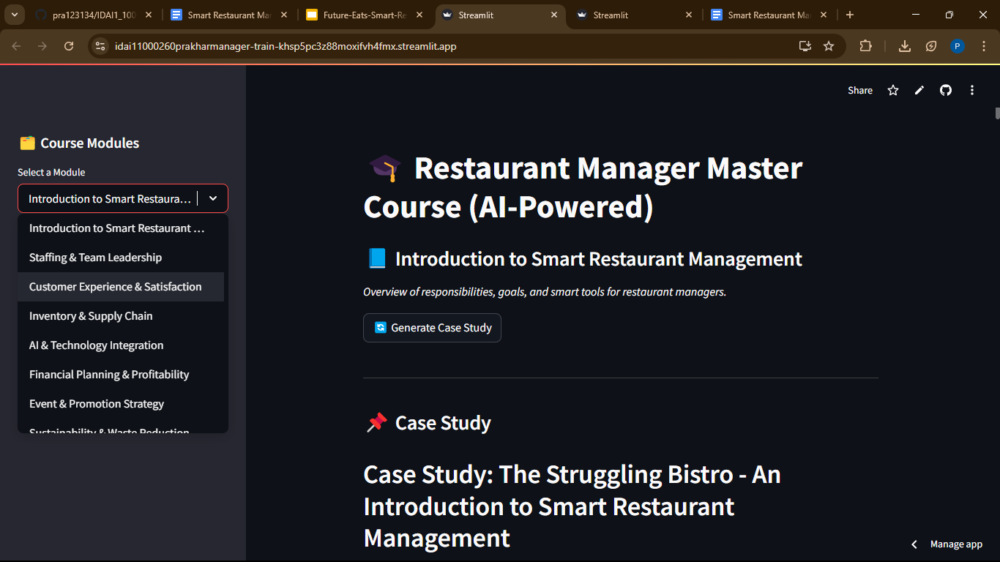 pra123134/IDAI1_100
Smart Restaurant Ma
Future-Eats-Smart-Re
Streamlit
Streamlit
Smart Restaurant Ma
idai11000260prakharmanager-train-khsp5pc3z88moxifvh4fmx.streamlit.app
P
Share
Course Modules
Select a Module
Introduction to Smart Restaura...
Introduction to Smart Restaurant ...
Staffing & Team Leadership
Customer Experience & Satisfaction
Inventory & Supply Chain
AI & Technology Integration
Financial Planning & Profitability
Event & Promotion Strategy
Sustainability & Waste Reduction
Restaurant Manager Master
Course (AI-Powered)
Introduction to Smart Restaurant Management
Overview of responsibilities, goals, and smart tools for restaurant managers.
Generate Case Study
Case Study
Case Study: The Struggling Bistro - An
Introduction to Smart Restaurant
Management
Manage app